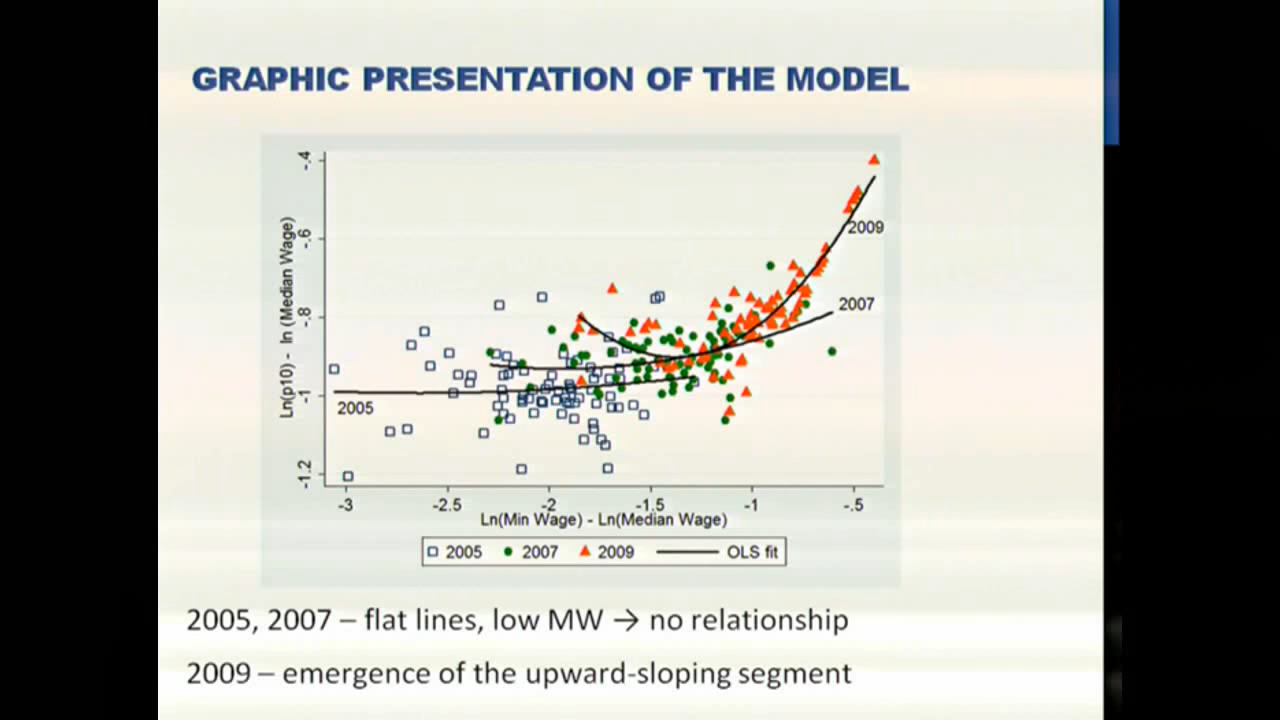 GRAPHIC PRESENTATION OF THE MODEL
Ln(p10) - ln (Median Wage)
-.4
-.6
-.8
-1
-1.2
2009
2007
2005
-3 -2.5 -2 -1.5 -1 -.5
Ln(Min Wage) - Ln(Median Wage)
2005 2007 2009 OLS fit
2005, 2007 – flat lines, low MW → no relationship
2009 – emergence of the upward-sloping segment